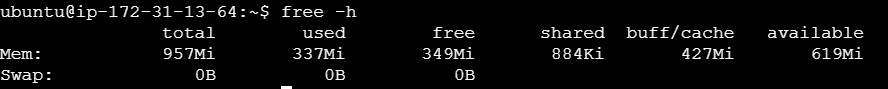 ubuntu@ip-172-31-13-64:~$ free -h
               total        used        free      shared  buff/cache   available
Mem:           957Mi       337Mi       349Mi       884Ki       427Mi       619Mi
Swap:             0B          0B          0B